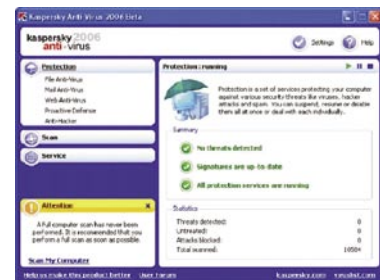 Kaspersky Anti-Virus 2006 Beta
kaspersky 2006
anti-virus
Settings
Help
Protection
File Anti-Virus
Mail Anti-Virus
Web Anti-Virus
Proactive Defense
Anti-Hacker
Scan
Service
Attention
A full computer scan has never been
performed. It is recommended that you
perform a full scan as soon as possible.
Scan My Computer
Protection : running
Protection is a set of services protecting your computer
against various security threats like viruses, hacker
attacks and spam. You can suspend, resume or disable
them all at once or deal with each individually.
Summary
No threats detected
Signatures are up-to-date
All protection services are running
Statistics
Threats detected: 0
Untreated: 0
Attacks blocked: 0
Total scanned:
Help us make this product better
User forum
kaspersky.com
viruslist.com